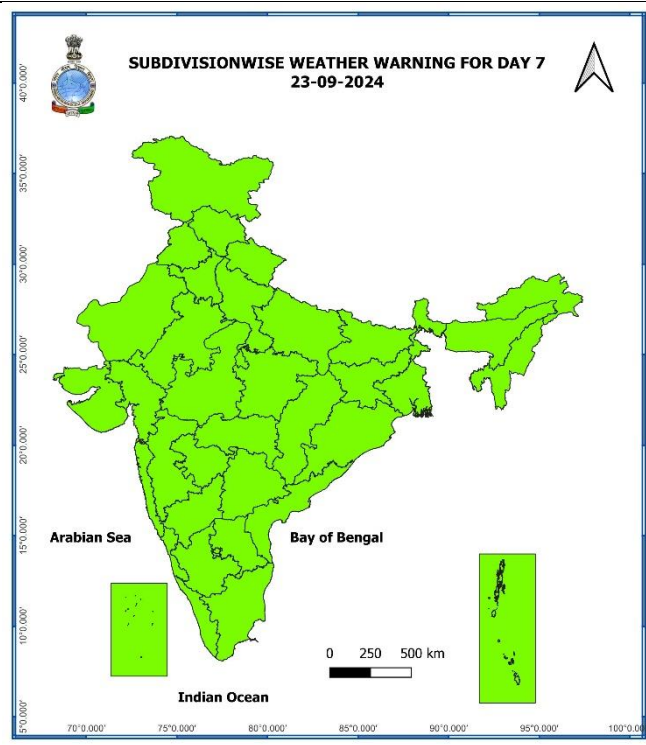 SUBDIVISIONWISE WEATHER WARNING FOR DAY 7
23-09-2024
40°0.000'
35°0.000'
30°0.000'
25°0.000'
20°0.000'
15°0.000'
10°0.000'
5°0.000'
Arabian Sea
Bay of Bengal
0 250 500 km
Indian Ocean
70°0.000' 75°0.000' 80°0.000' 85°0.000' 90°0.000' 95°0.000' 100°0.0